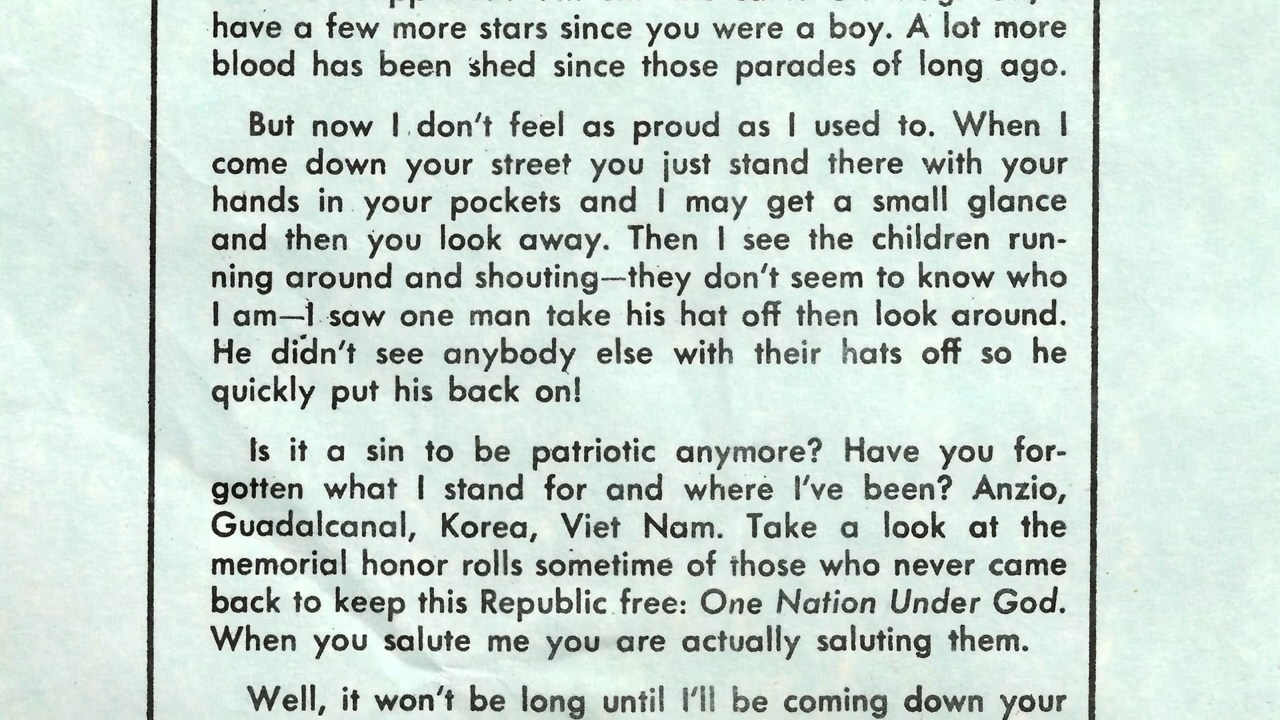 have a few more stars since you were a boy. A lot more
blood has been shed since those parades of long ago.
But now I don't feel as proud as I used to. When I
come down your street you just stand there with your
hands in your pockets and I may get a small glance
and then you look away. Then I see the children run-
ning around and shouting—they don't seem to know who
I am—I saw one man take his hat off then look around.
He didn't see anybody else with their hats off so he
quickly put his back on!
Is it a sin to be patriotic anymore? Have you for-
gotten what I stand for and where I've been? Anzio,
Guadalcanal, Korea, Viet Nam. Take a look at the
memorial honor rolls sometime of those who never came
back to keep this Republic free: One Nation Under God.
When you salute me you are actually saluting them.
Well, it won't be long until I'll be coming down your